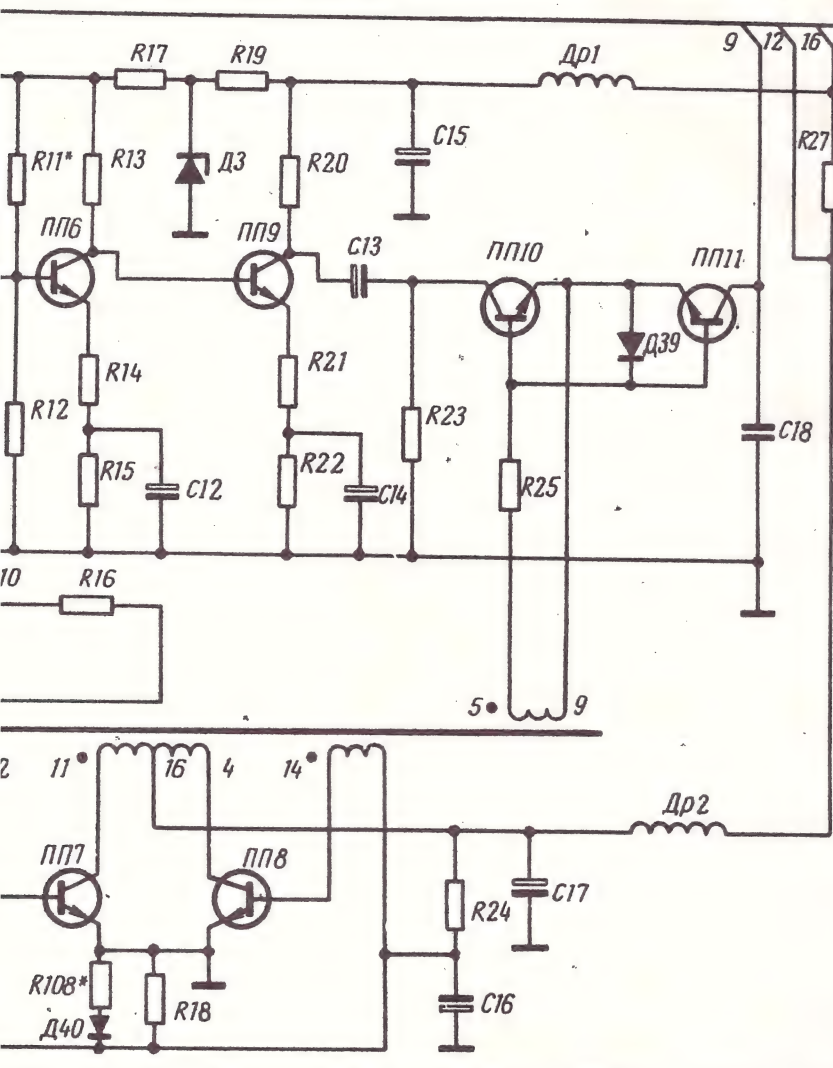 9 12 16
R17 R19 Др1
R11* R13 Д3 R20 C15 R27
ПП6 ПП9 C13 ПП10 ПП11
R14 R21 Д39
R12 R23 C18
R15 C12 R22 C14 R25
10 R16
5 9
2 11 16 4 14
Др2
ПП7 ПП8
R24 C17
R108* R18 C16
Д40